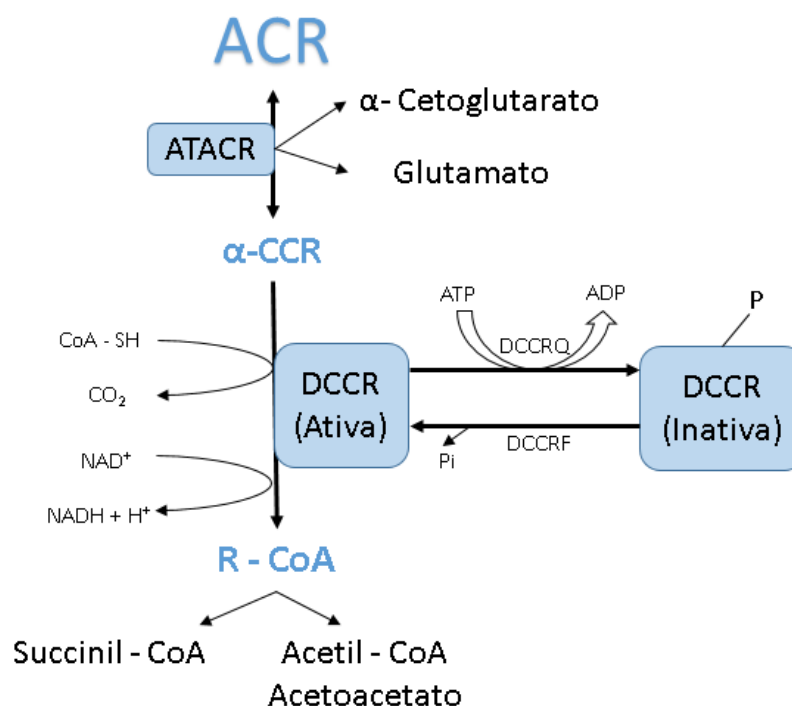 ACR
α- Cetoglutarato
ATACR
Glutamato
α-CCR
ATP
ADP
P
CoA - SH
DCCRQ
CO₂
DCCR
(Ativa)
DCCR
(Inativa)
NAD⁺
Pi
DCCRF
NADH + H⁺
R - CoA
Succinil - CoA
Acetil - CoA
Acetoacetato